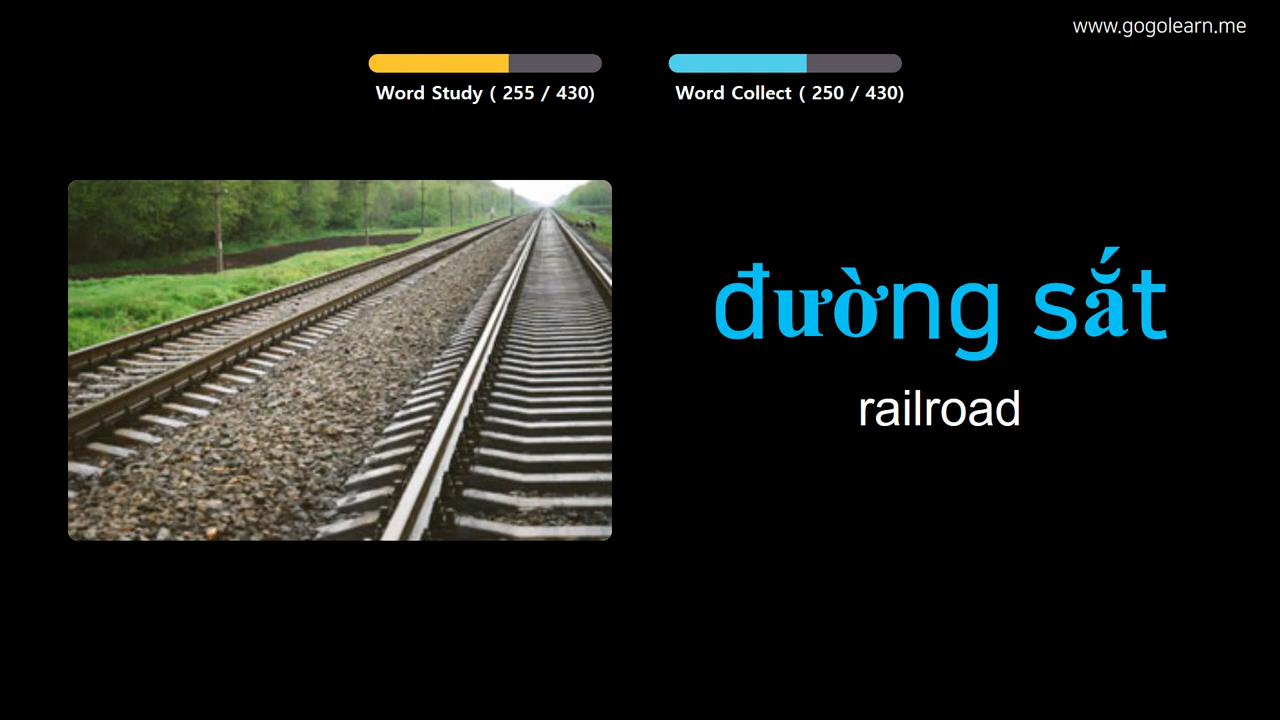 www.gogolearn.me
Word Study ( 255 / 430)
Word Collect ( 250 / 430)
đường sắt
railroad